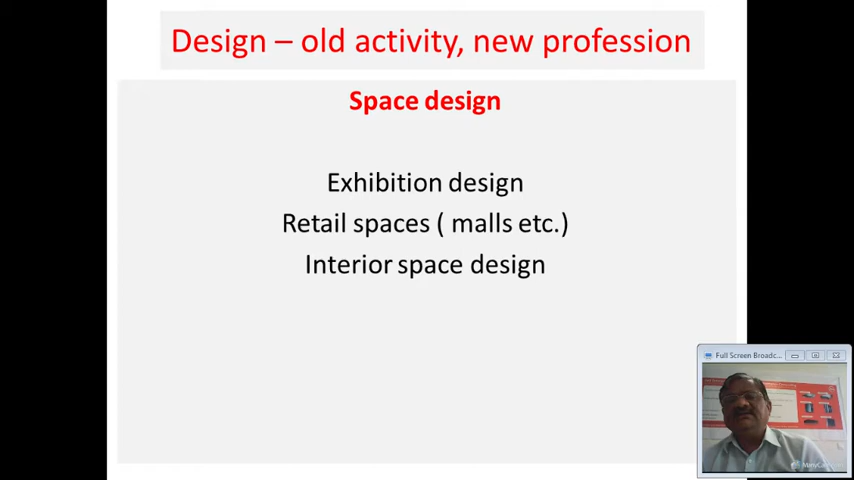 Design – old activity, new profession
Space design
Exhibition design
Retail spaces ( malls etc.)
Interior space design
Full Screen Broadc...